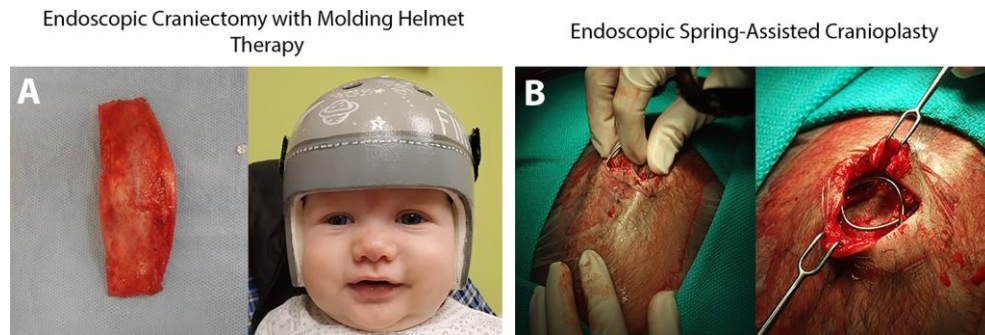 Endoscopic Craniectomy with Molding Helmet
Therapy
Endoscopic Spring-Assisted Cranioplasty
A
B